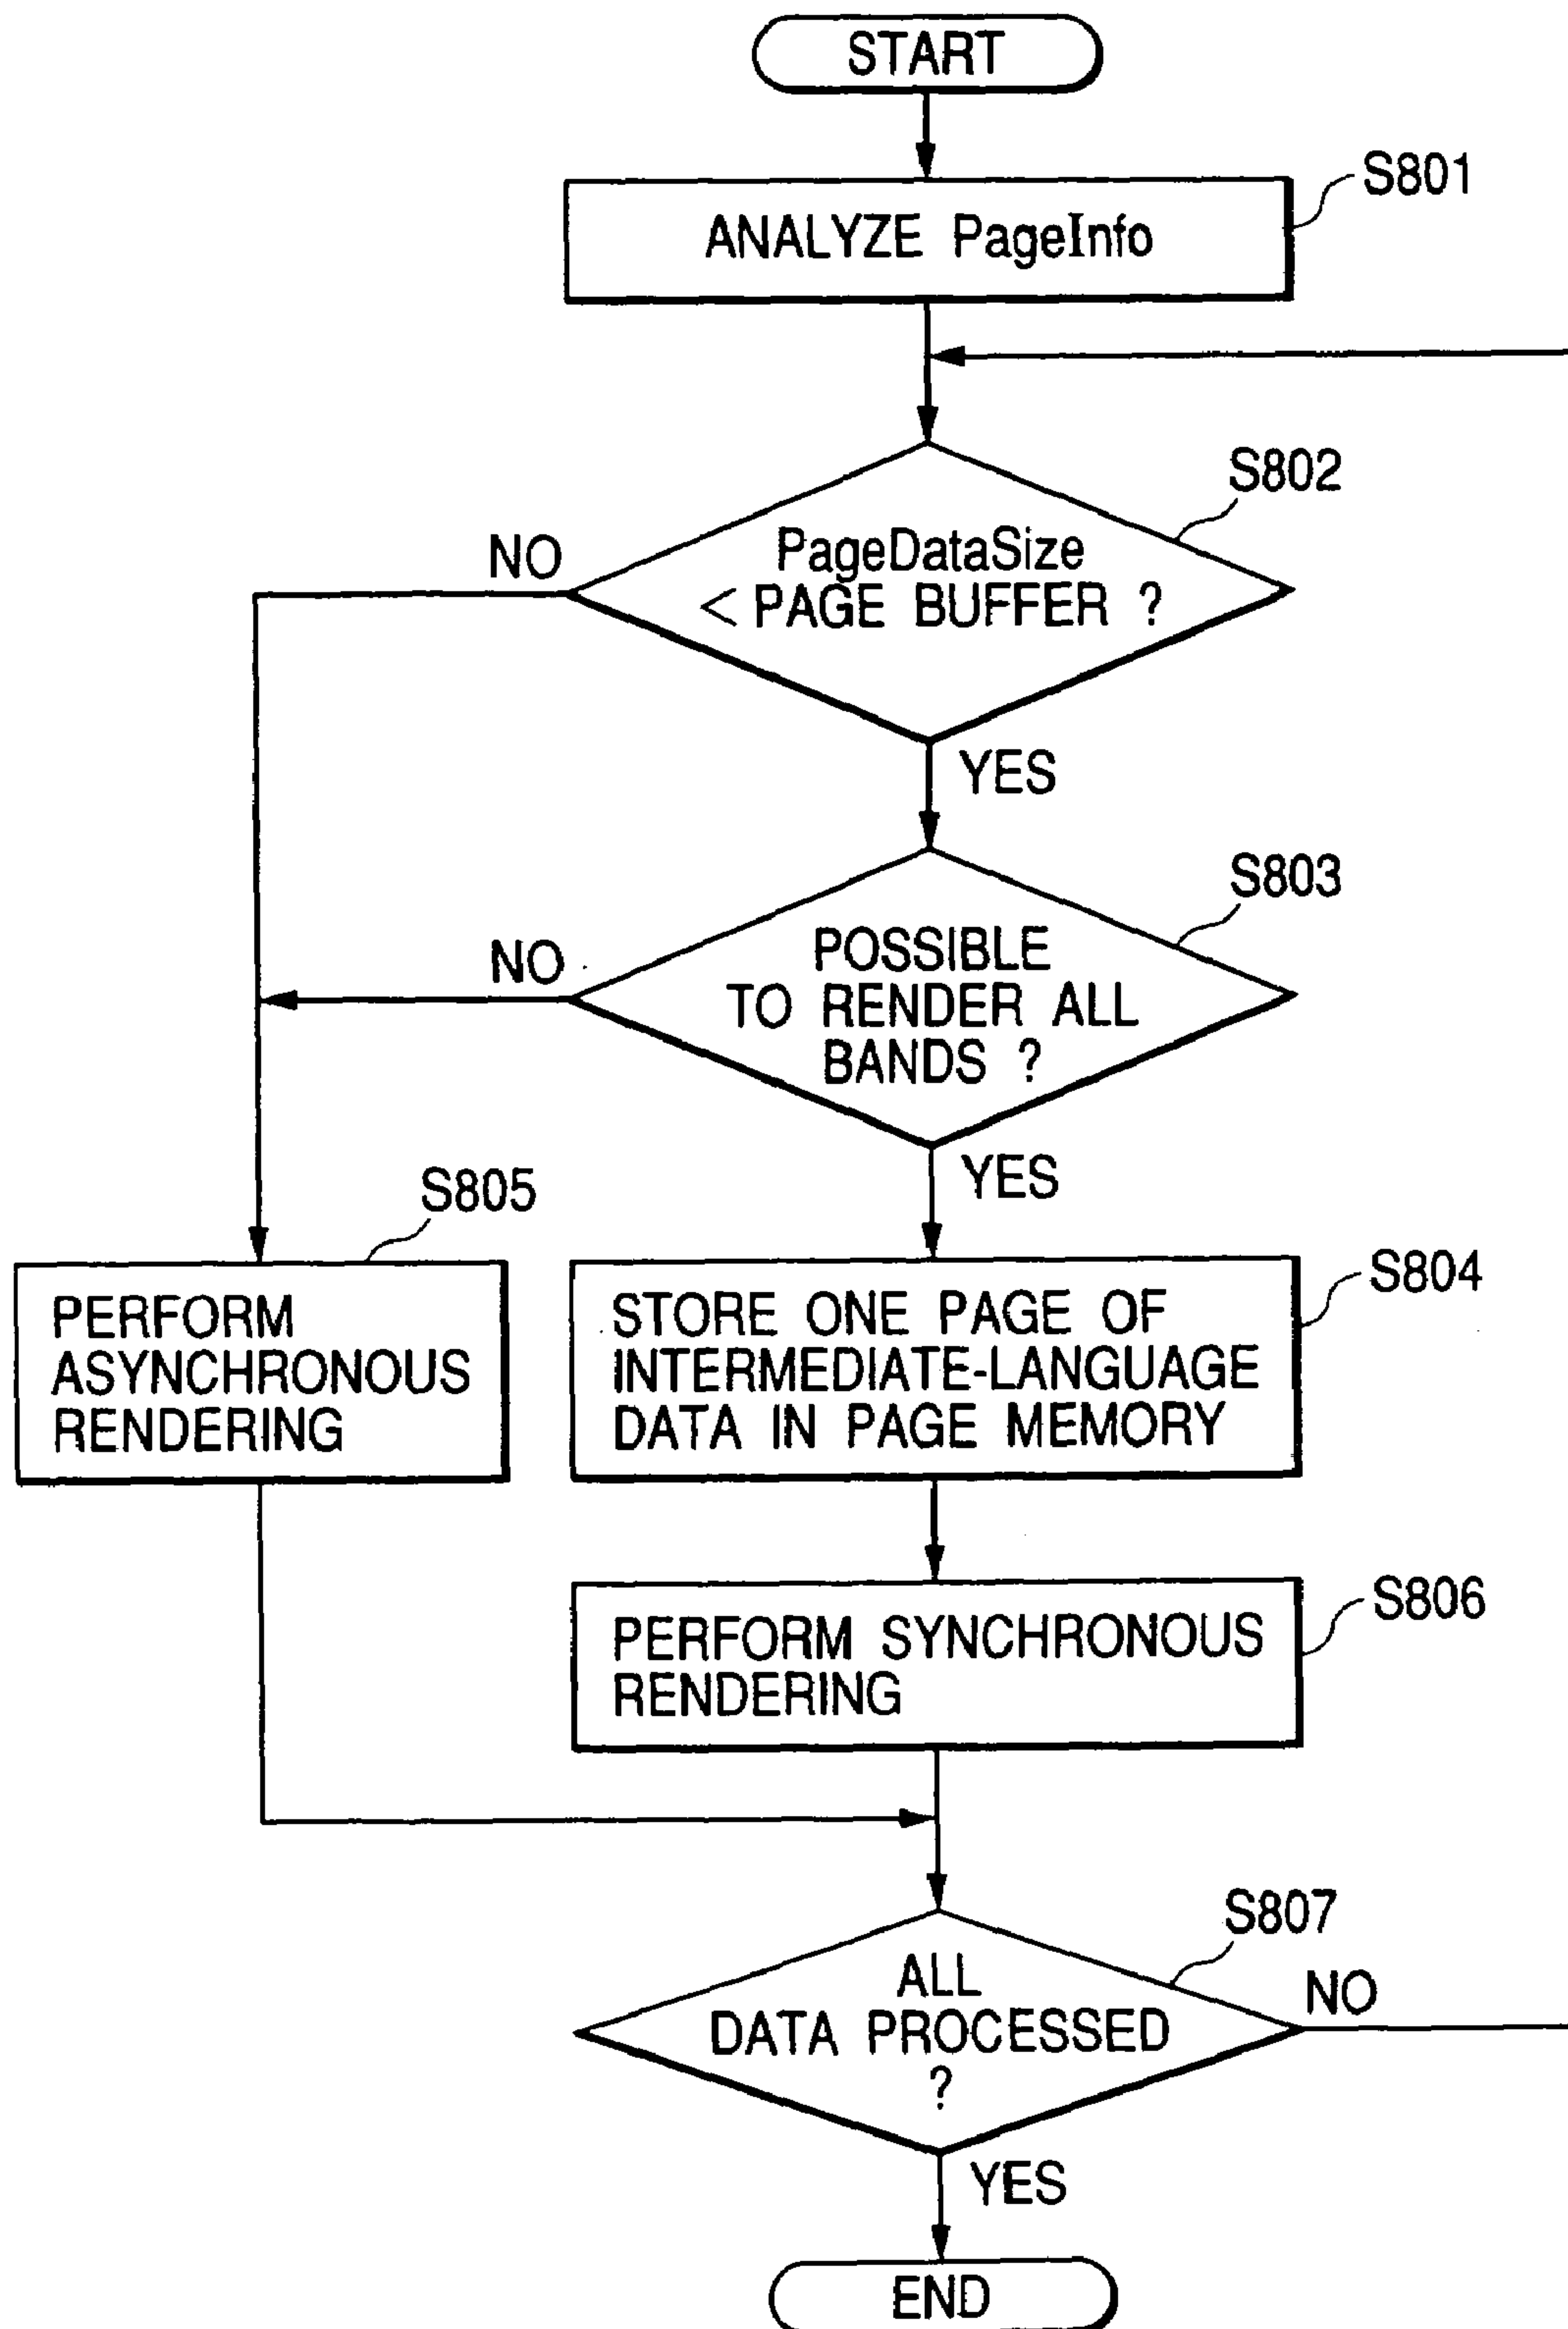 START
S801
ANALYZE PageInfo
S802
NO
PageDataSize
< PAGE BUFFER ?
YES
S803
NO
POSSIBLE
TO RENDER ALL
BANDS ?
YES
S805
S804
PERFORM
ASYNCHRONOUS
RENDERING
STORE ONE PAGE OF
INTERMEDIATE-LANGUAGE
DATA IN PAGE MEMORY
S806
PERFORM SYNCHRONOUS
RENDERING
S807
ALL
DATA PROCESSED
?
NO
YES
END